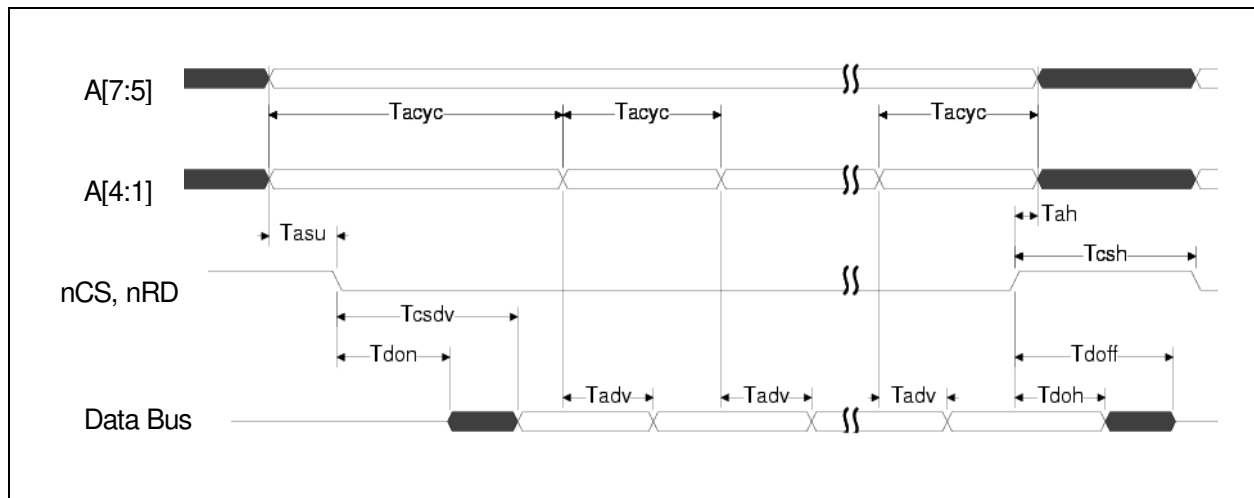 A[7:5]
Tacyc Tacyc Tacyc
A[4:1]
Tasu Tah
Tcsh
nCS, nRD
Tcsdv
Tdon Tdoff
Tadv Tadv Tadv Tdoh
Data Bus